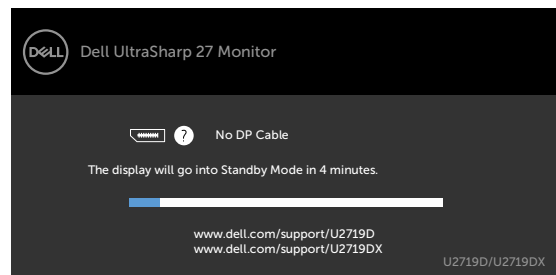 DELL
Dell UltraSharp 27 Monitor
? No DP Cable
The display will go into Standby Mode in 4 minutes.
www.dell.com/support/U2719D
www.dell.com/support/U2719DX
U2719D/U2719DX